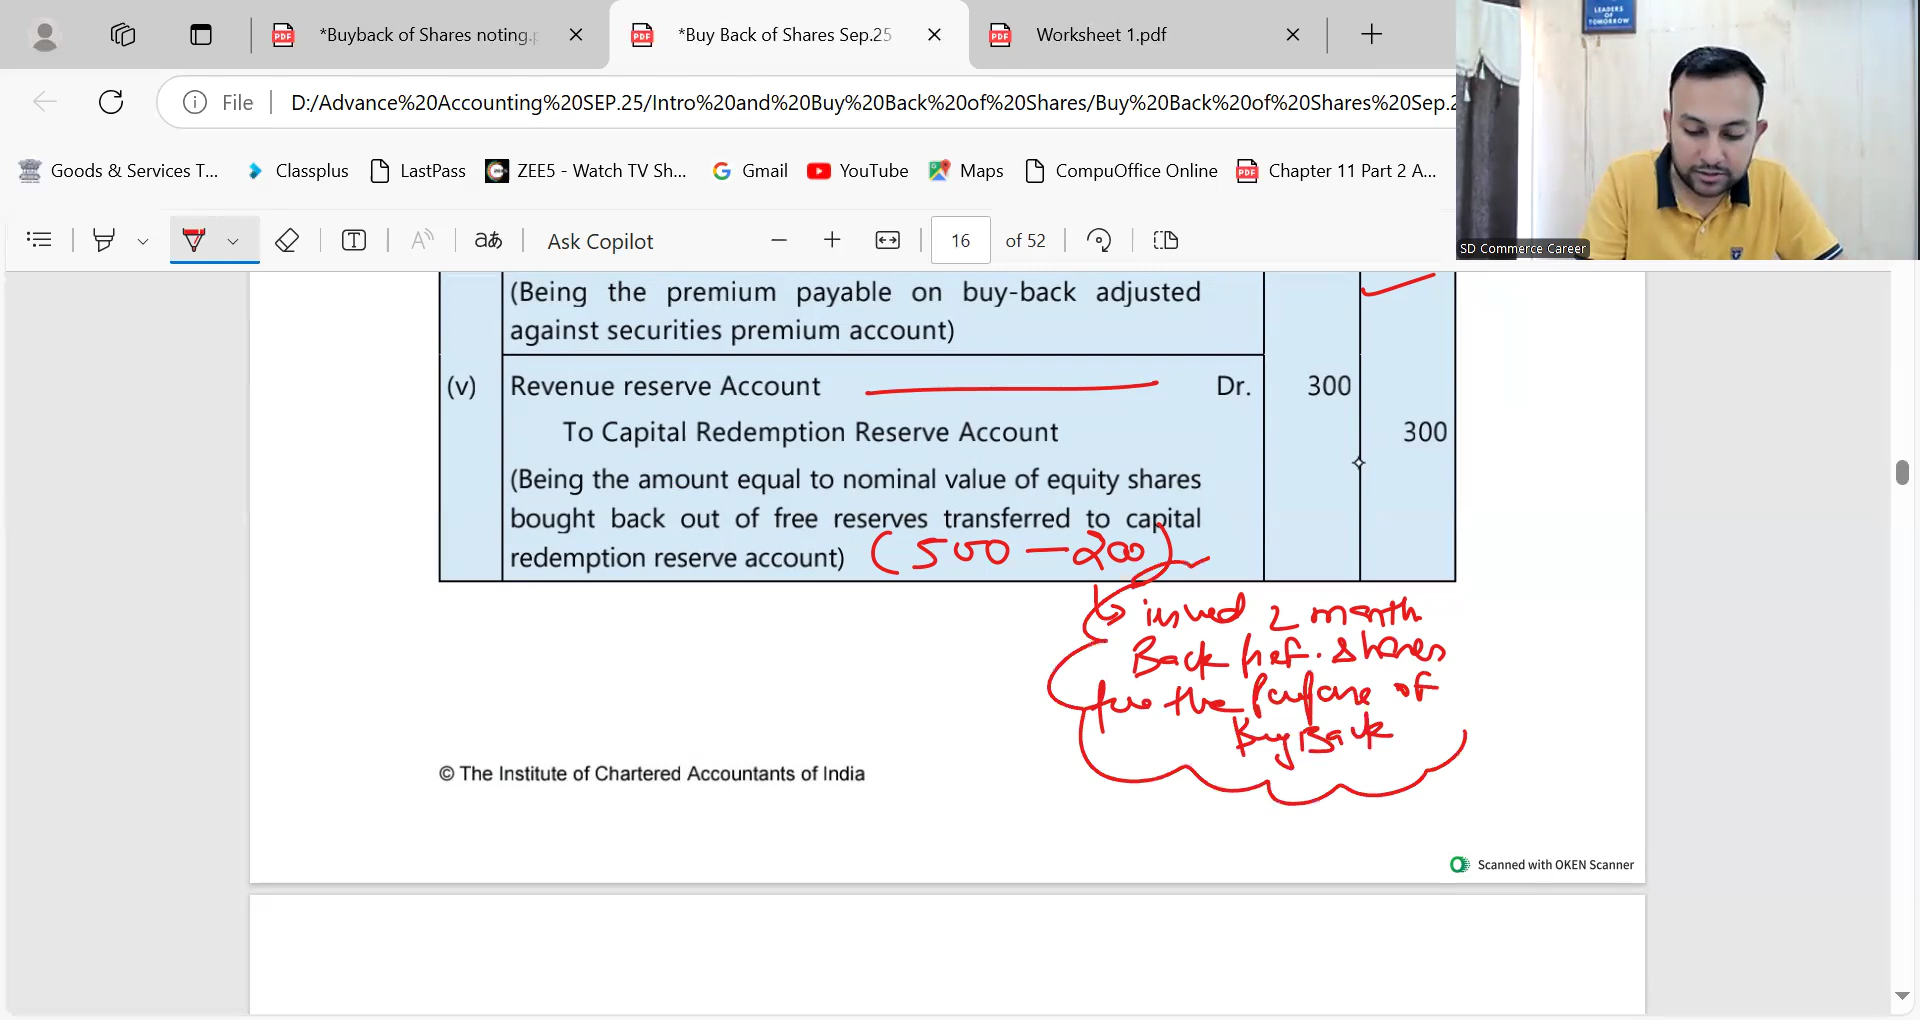 LEADERS
OF
TOMORROW
*Buyback of Shares noting.p
*Buy Back of Shares Sep.25
Worksheet 1.pdf
File
D:/Advance%20Accounting%20SEP.25/Intro%20and%20Buy%20Back%20of%20Shares/Buy%20Back%20of%20Shares%20Sep.2
Goods & Services T...
Classplus
LastPass
ZEE5 - Watch TV Sh...
Gmail
YouTube
Maps
CompuOffice Online
Chapter 11 Part 2 A...
Ask Copilot
16 of 52
SD Commerce Career
(Being the premium payable on buy-back adjusted
against securities premium account)
(v) Revenue reserve Account Dr. 300
To Capital Redemption Reserve Account 300
(Being the amount equal to nominal value of equity shares
bought back out of free reserves transferred to capital
redemption reserve account) (500 - 200)
issued 2 month
Back Pref. shares
for the Purpose of
Buy Back
© The Institute of Chartered Accountants of India
Scanned with OKEN Scanner